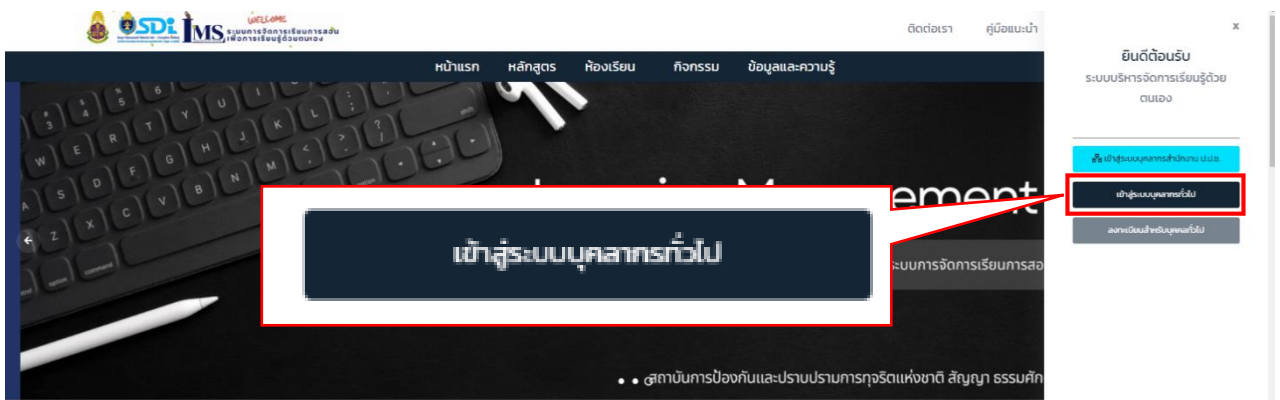 WELCOME
SDI IMS ระบบการจัดการเรียนการสอน
เพื่อการเรียนรู้ด้วยตนเอง
ติดต่อเรา คู่มือแนะนำ x
หน้าแรก หลักสูตร ห้องเรียน กิจกรรม ข้อมูลและความรู้
ยินดีต้อนรับ
ระบบบริหารจัดการเรียนรู้ด้วย
ตนเอง
เข้าสู่ระบบบุคลากรสำนักงาน ป.ป.ช.
เข้าสู่ระบบบุคลากรทั่วไป
ลงทะเบียนสำหรับบุคคลทั่วไป
ement
เข้าสู่ระบบบุคลากรทั่วไป
ระบบการจัดการเรียนการสอ
สถาบันการป้องกันและปราบปรามการทุจริตแห่งชาติ สัญญา ธรรมศัก